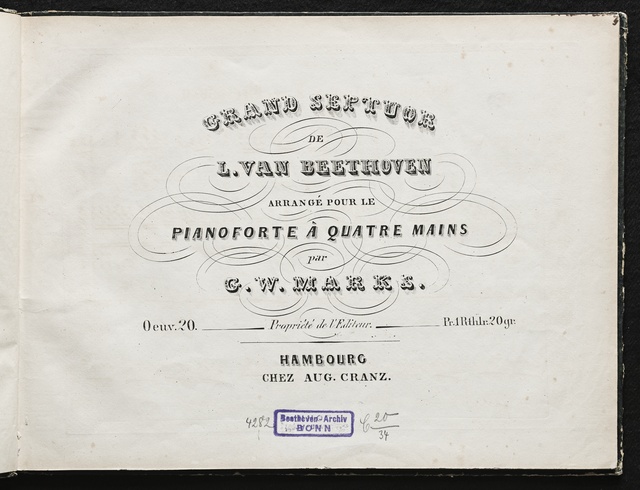 GRAND SEPTUOR
DE
L. VAN BEETHOVEN
ARRANGÉ POUR LE
PIANOFORTE À QUATRE MAINS
par
G. W. MARKS.
Oeuv. 20. Propriété de l'Editeur. Pr. 1 Rthlr. 20 gr.
HAMBOURG
CHEZ AUG. CRANZ.
4282 Beethoven-Archiv BONN C 20/34